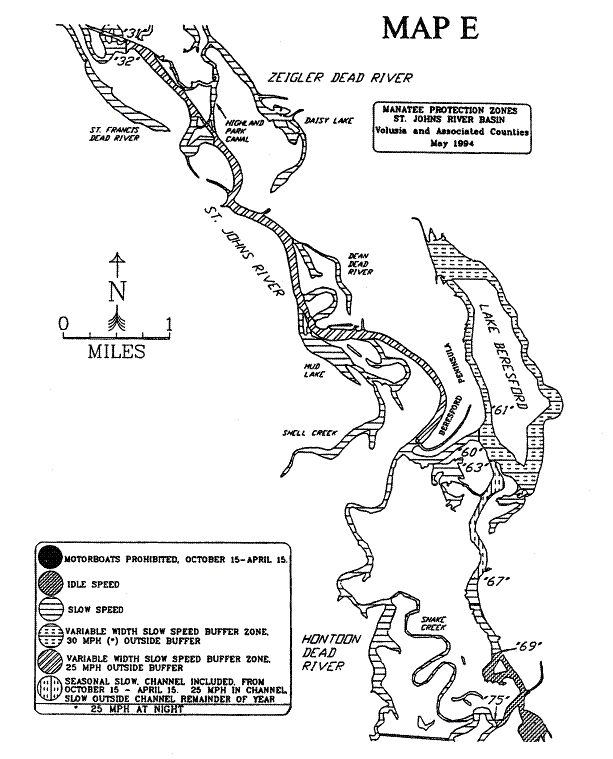 MAP E
"31"
"32"
ZEIGLER DEAD RIVER
MANATEE PROTECTION ZONES
ST. JOHNS RIVER BASIN
Volusia and Associated Counties
May 1994
ST. FRANCIS
DEAD RIVER
HIGHLAND
PARK
CANAL
DAISY LAKE
ST. JOHNS RIVER
DEAN
DEAD
RIVER
N
0 1
MILES
MUD
LAKE
LAKE BERESFORD
BERESFORD PENINSULA
"61"
SHELL CREEK
"60"
"63"
"67"
SNAKE
CREEK
HONTOON
DEAD
RIVER
"69"
"75"
MOTORBOATS PROHIBITED, OCTOBER 15-APRIL 15.
IDLE SPEED
SLOW SPEED
VARIABLE WIDTH SLOW SPEED BUFFER ZONE,
30 MPH (*) OUTSIDE BUFFER
VARIABLE WIDTH SLOW SPEED BUFFER ZONE,
25 MPH OUTSIDE BUFFER
SEASONAL SLOW, CHANNEL INCLUDED, FROM
OCTOBER 15 - APRIL 15. 25 MPH IN CHANNEL,
SLOW OUTSIDE CHANNEL REMAINDER OF YEAR
* 25 MPH AT NIGHT